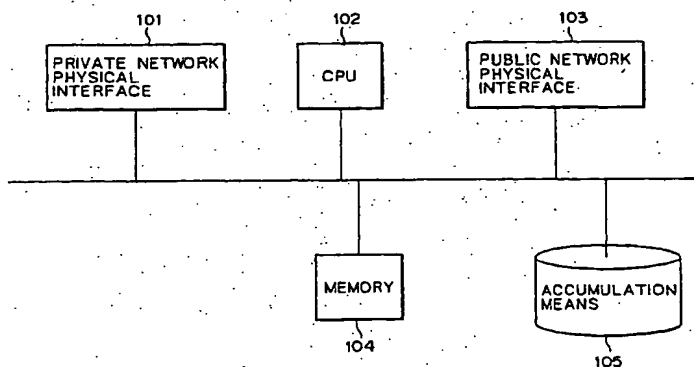 101
102
103
PRIVATE NETWORK
PHYSICAL
INTERFACE
CPU
PUBLIC NETWORK
PHYSICAL
INTERFACE
MEMORY
ACCUMULATION
MEANS
104
105